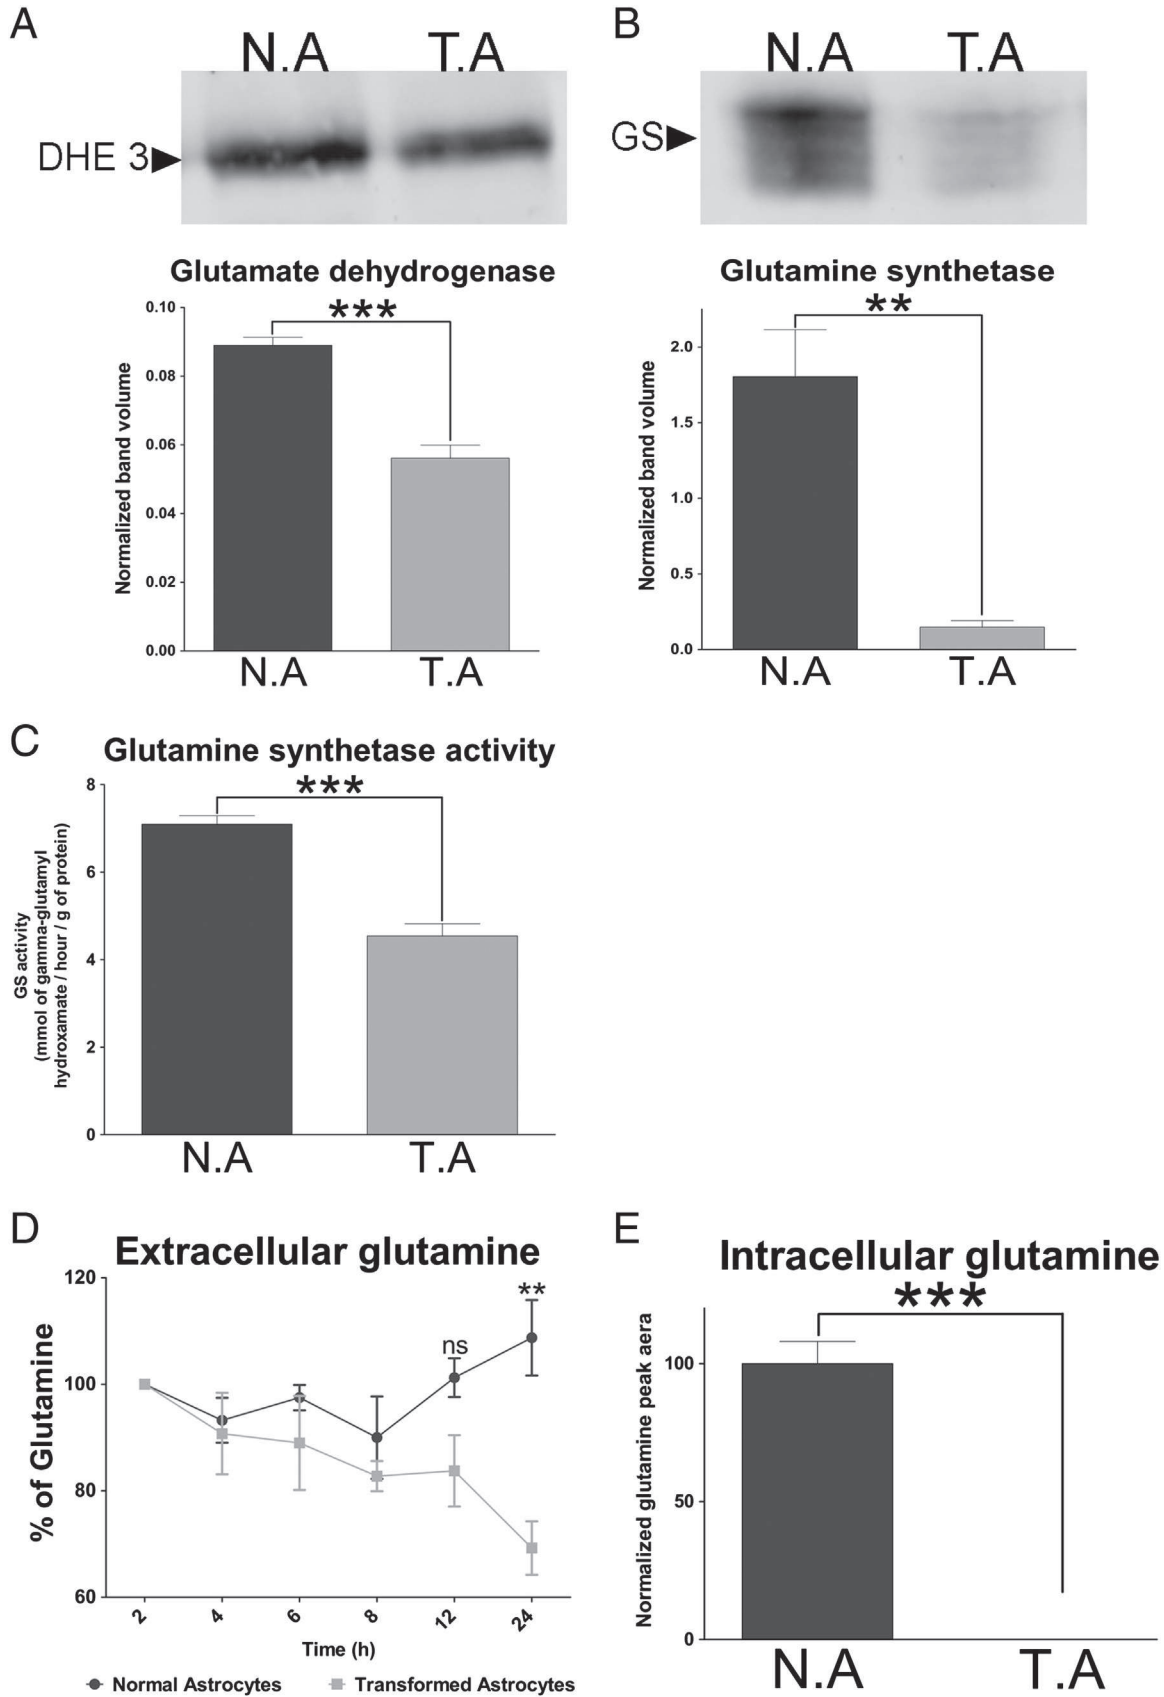 A
N.A T.A
DHE 3
Glutamate dehydrogenase
***
Normalized band volume
0.10
0.08
0.06
0.04
0.02
0.00
N.A T.A
B
N.A T.A
GS
Glutamine synthetase
**
Normalized band volume
2.0
1.5
1.0
0.5
0.0
N.A T.A
C
Glutamine synthetase activity
***
GS activity
(mmol of gamma-glutamyl
hydroxamate / hour / g of protein)
8
6
4
2
0
N.A T.A
D
Extracellular glutamine
% of Glutamine
120
100
80
60
ns
**
2 4 6 8 12 24
Time (h)
Normal Astrocytes Transformed Astrocytes
E
Intracellular glutamine
***
Normalized glutamine peak aera
100
50
0
N.A T.A